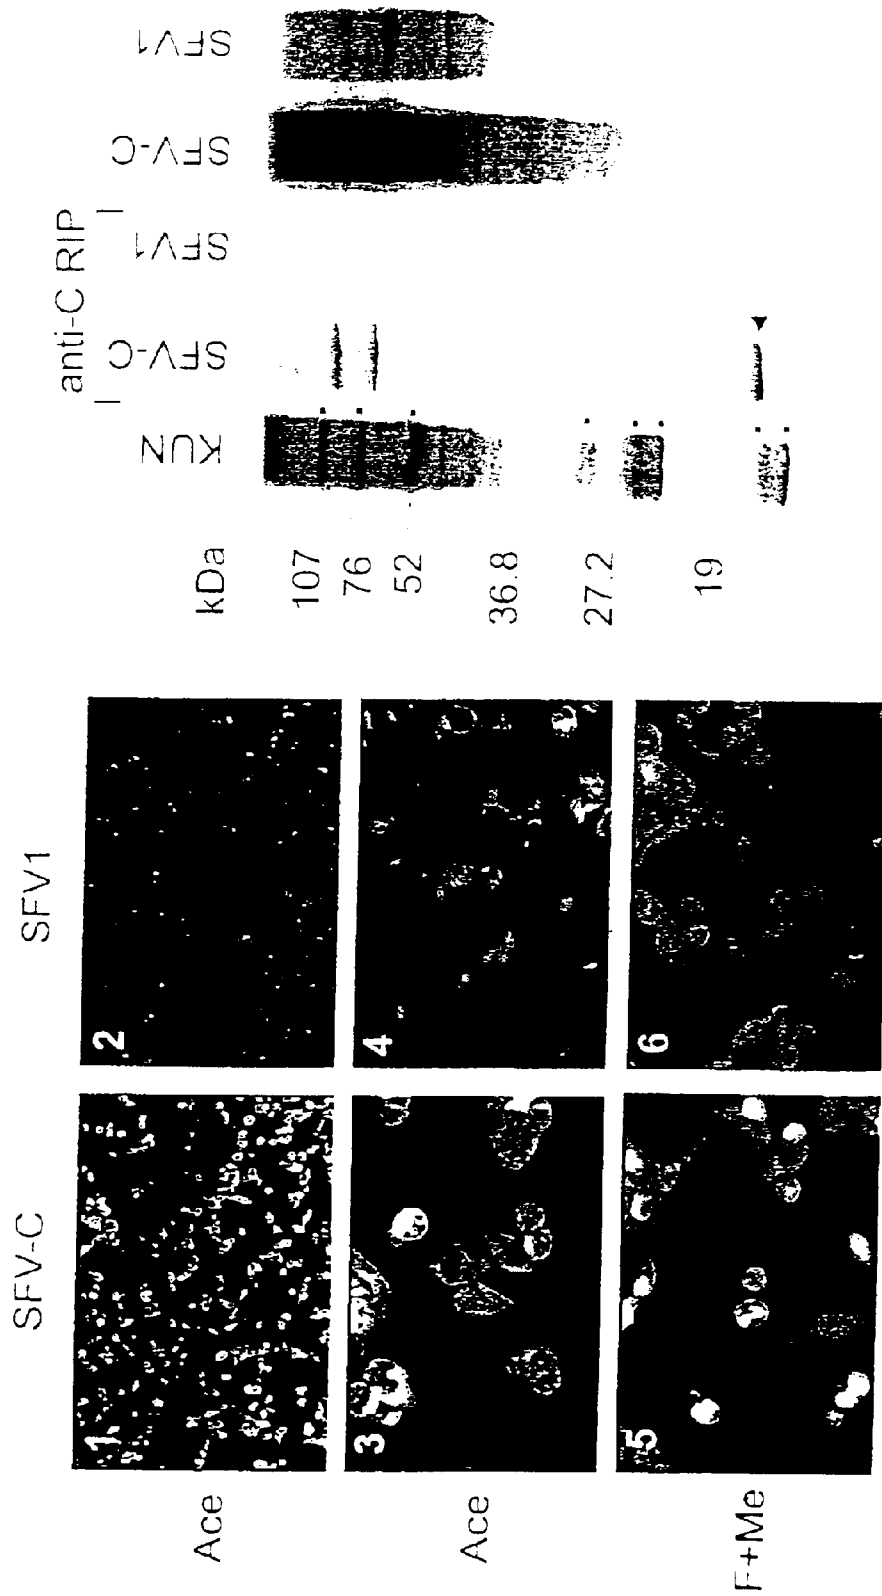 SFV-C
SFV1
Ace
1
2
Ace
3
4
F+Me
5
6
anti-C RIP
kDa
KUN
SFV-C
SFV1
SFV-C
SFV1
107
76
52
36.8
27.2
19